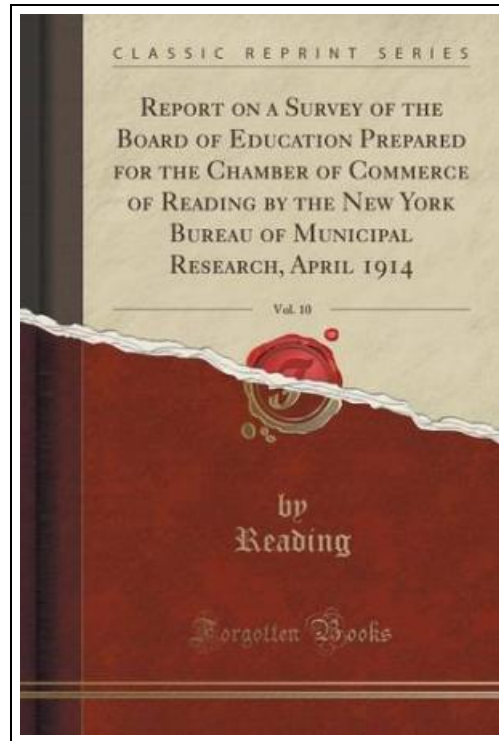 CLASSIC REPRINT SERIES
REPORT ON A SURVEY OF THE
BOARD OF EDUCATION PREPARED
FOR THE CHAMBER OF COMMERCE
OF READING BY THE NEW YORK
BUREAU OF MUNICIPAL
RESEARCH, APRIL 1914
Vol. 10
by
Reading
Forgotten Books